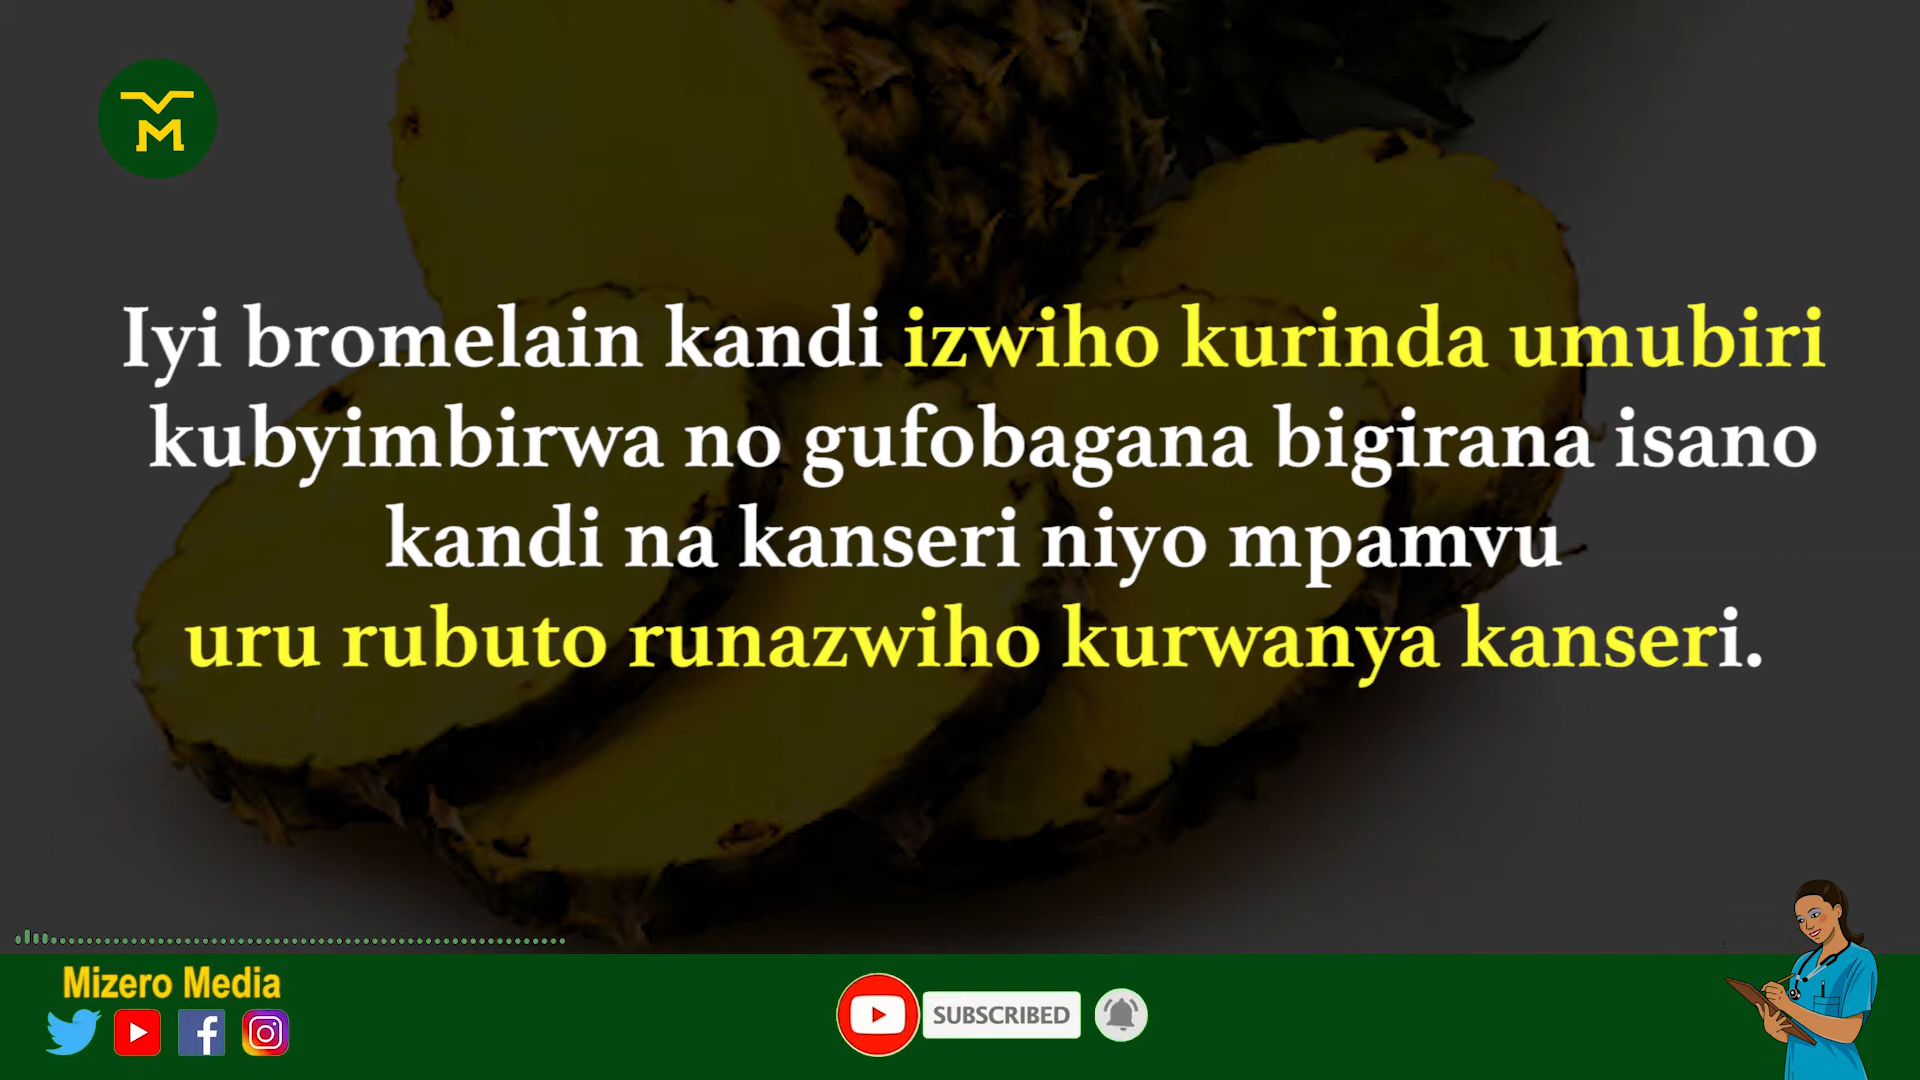 Iyi bromelain kandi izwiho kurinda umubiri
kubyimbirwa no gufobagana bigirana isano
kandi na kanseri niyo mpamvu
uru rubuto runazwiho kurwanya kanseri.
Mizero Media
SUBSCRIBED